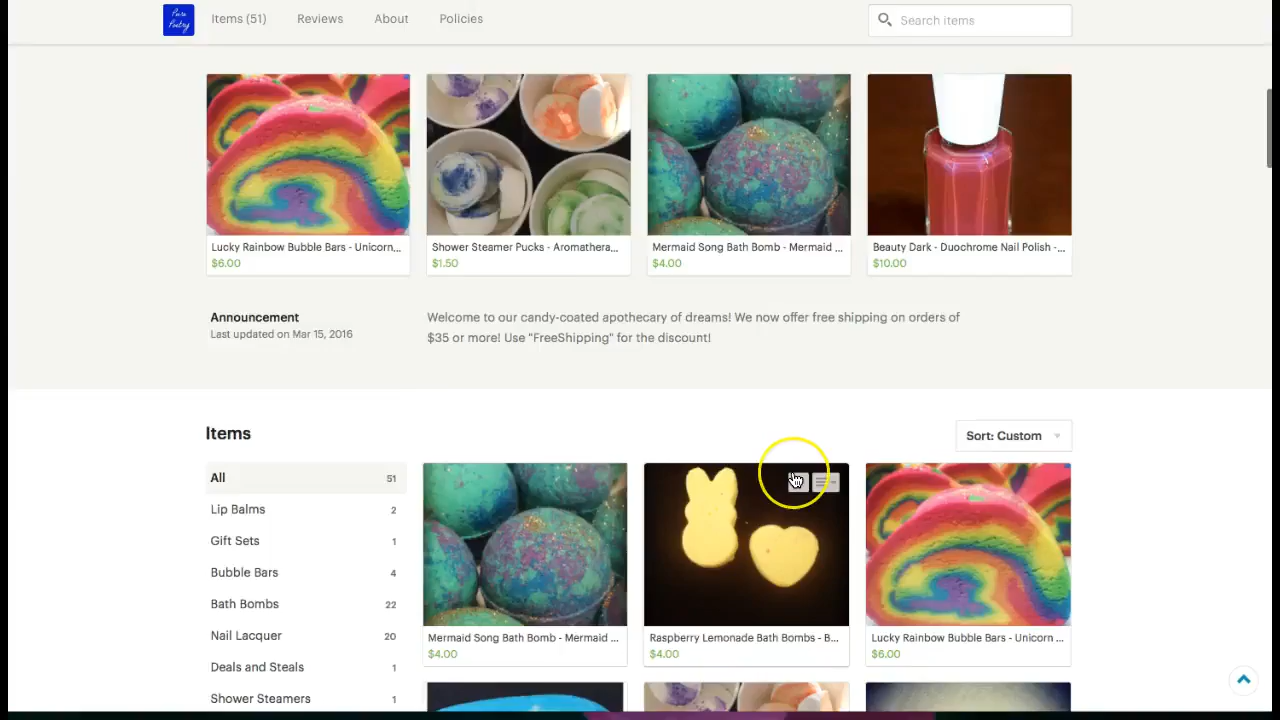 Pure
Poetry
Items (51)
Reviews
About
Policies
Search items
Lucky Rainbow Bubble Bars - Unicorn...
$6.00
Shower Steamer Pucks - Aromathera...
$1.50
Mermaid Song Bath Bomb - Mermaid ...
$4.00
Beauty Dark - Duochrome Nail Polish -...
$10.00
Announcement
Last updated on Mar 15, 2016
Welcome to our candy-coated apothecary of dreams! We now offer free shipping on orders of
$35 or more! Use "FreeShipping" for the discount!
Items
Sort: Custom
All 51
Lip Balms 2
Gift Sets 1
Bubble Bars 4
Bath Bombs 22
Nail Lacquer 20
Deals and Steals 1
Shower Steamers 1
Mermaid Song Bath Bomb - Mermaid ...
$4.00
Raspberry Lemonade Bath Bombs - B...
$4.00
Lucky Rainbow Bubble Bars - Unicorn ...
$6.00